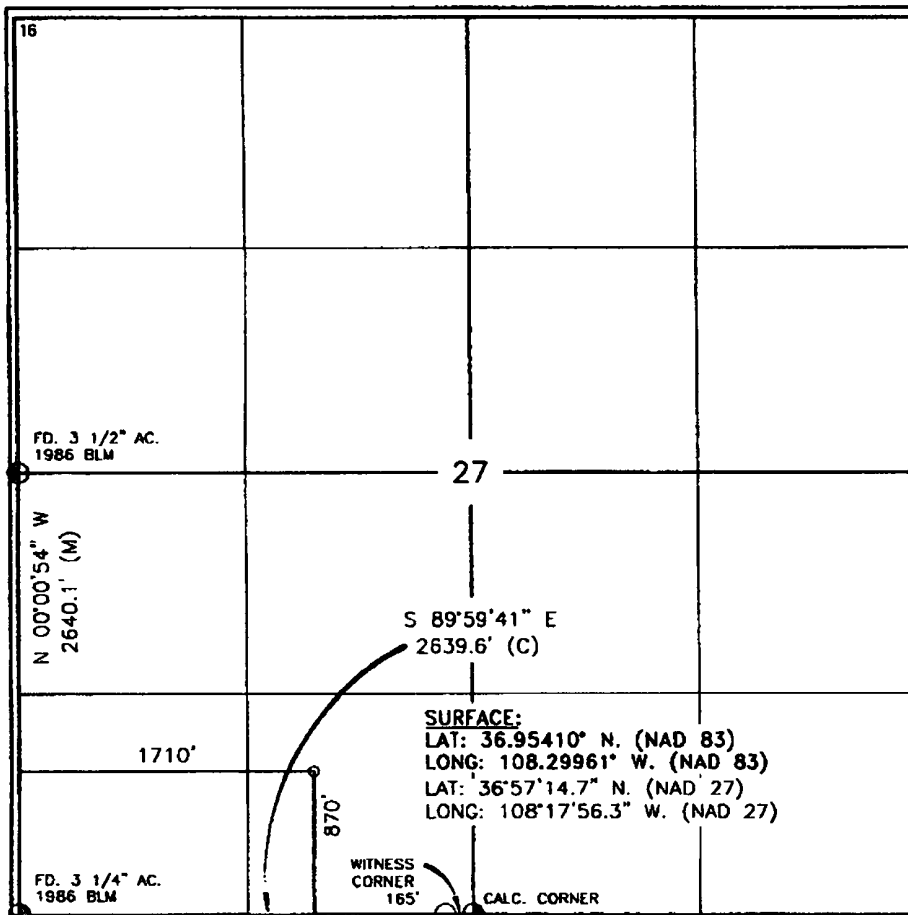 16
FD. 3 1/2" AC.
1986 BLM
27
N 00°00'54" W
2640.1' (M)
S 89°59'41" E
2639.6' (C)
SURFACE:
LAT: 36.95410° N. (NAD 83)
LONG: 108.29961° W. (NAD 83)
LAT: 36°57'14.7" N. (NAD 27)
LONG: 108°17'56.3" W. (NAD 27)
1710'
870'
WITNESS
CORNER
165'
FD. 3 1/4" AC.
1986 BLM
CALC. CORNER